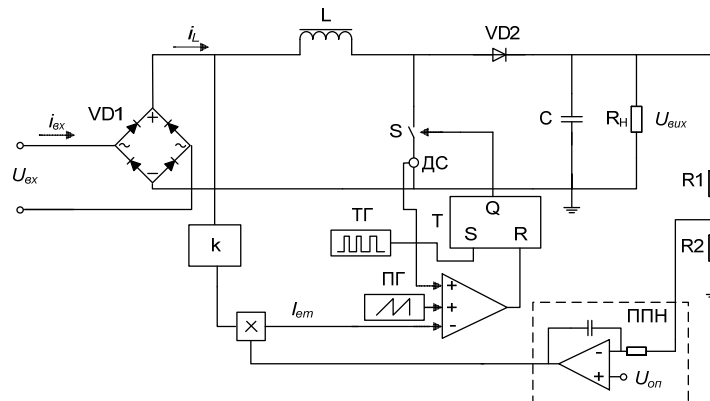 L
i_L
VD2
VD1
i_вх
S
C
R_Н
U_вих
U_вх
ДС
R1
Q
ТГ
Т
S R
R2
k
ПГ
+
+
-
I_ет
×
ППН
-
+
U_оп